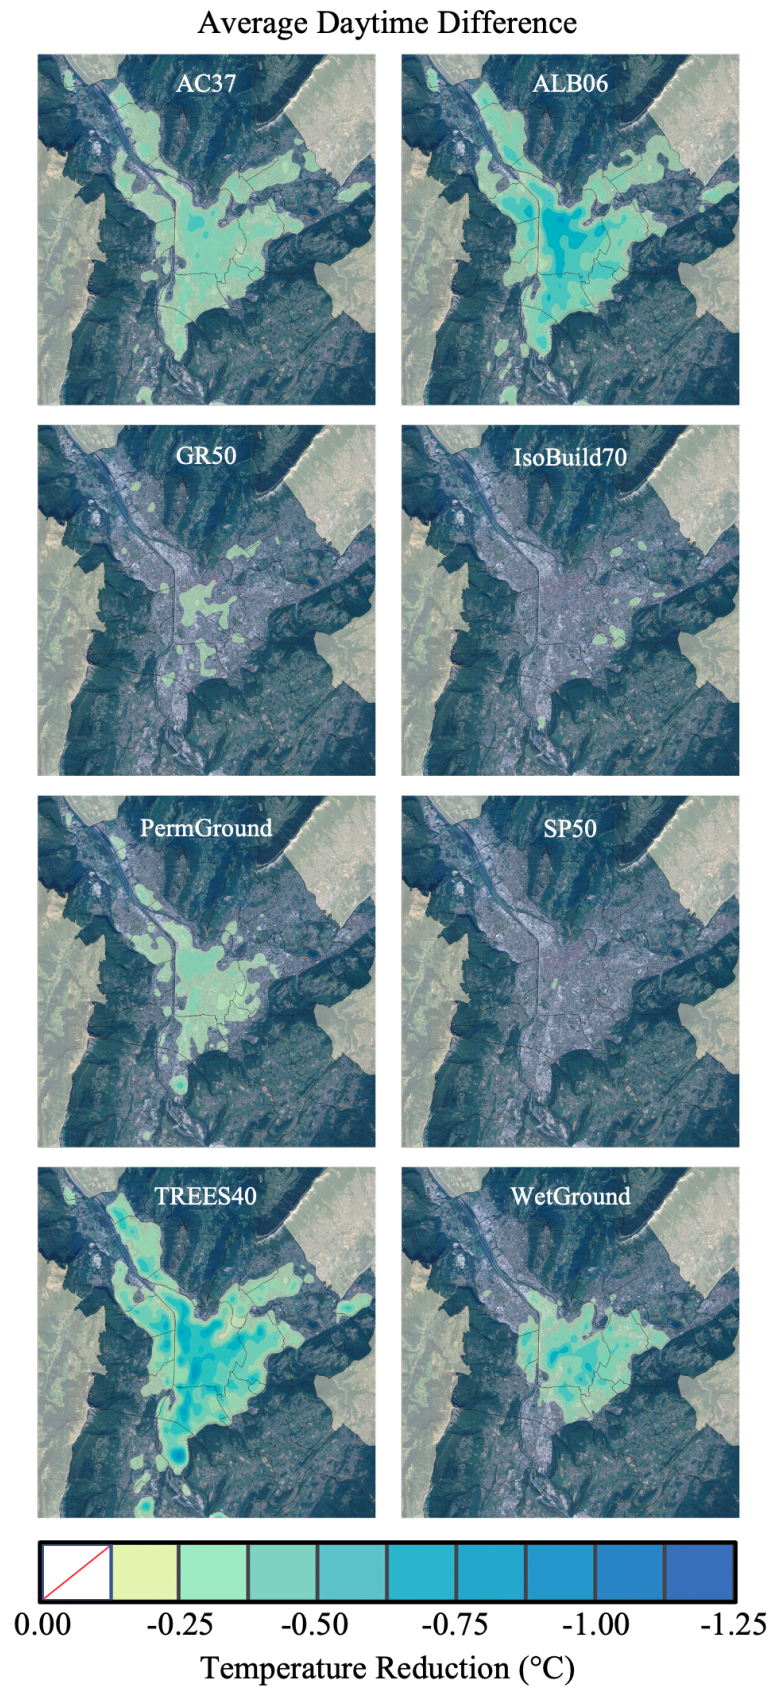 Average Daytime Difference
AC37
ALB06
GR50
IsoBuild70
PermGround
SP50
TREES40
WetGround
0.00 -0.25 -0.50 -0.75 -1.00 -1.25
Temperature Reduction (°C)